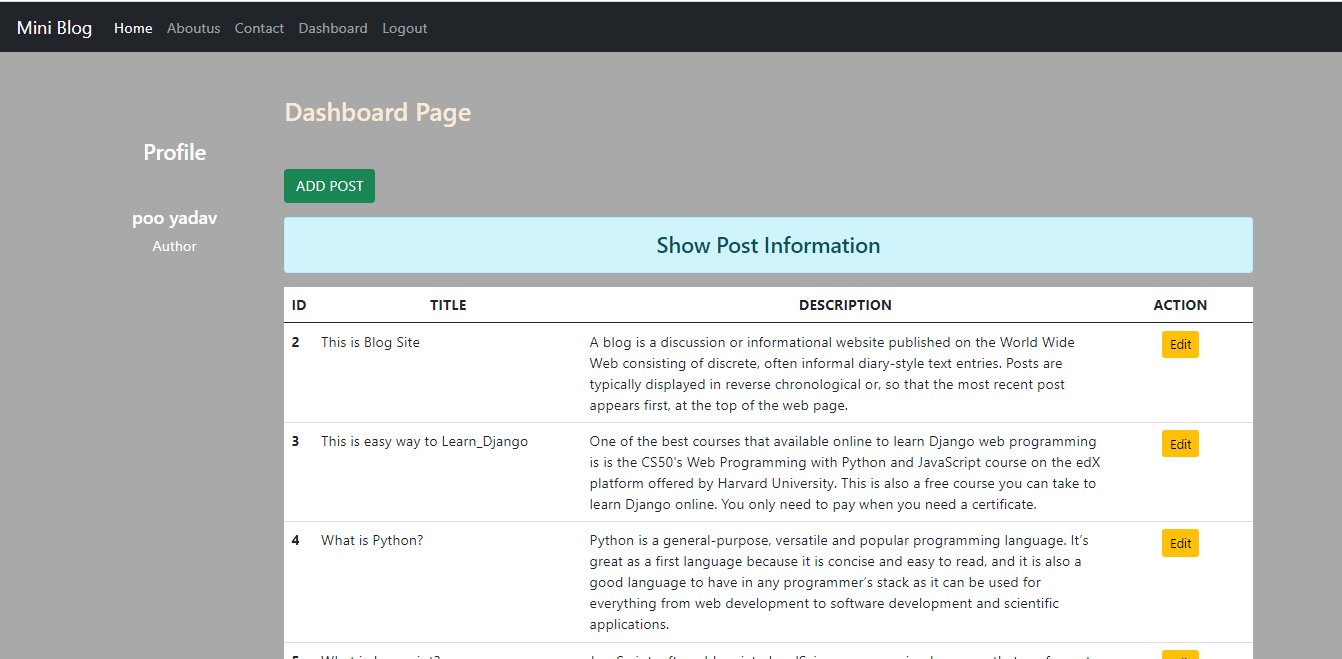 Mini Blog Home Aboutus Contact Dashboard Logout
Dashboard Page
Profile
poo yadav
Author
ADD POST
Show Post Information
ID TITLE DESCRIPTION ACTION
2 This is Blog Site A blog is a discussion or informational website published on the World Wide Edit
Web consisting of discrete, often informal diary-style text entries. Posts are
typically displayed in reverse chronological or, so that the most recent post
appears first, at the top of the web page.
3 This is easy way to Learn_Django One of the best courses that available online to learn Django web programming Edit
is is the CS50's Web Programming with Python and JavaScript course on the edX
platform offered by Harvard University. This is also a free course you can take to
learn Django online. You only need to pay when you need a certificate.
4 What is Python? Python is a general-purpose, versatile and popular programming language. It’s Edit
great as a first language because it is concise and easy to read, and it is also a
good language to have in any programmer’s stack as it can be used for
everything from web development to software development and scientific
applications.